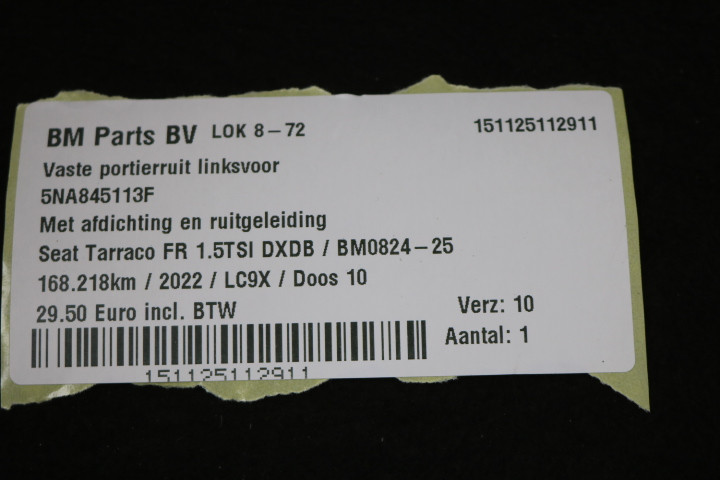 BM Parts BV LOK 8-72 151125112911
Vaste portierruit linksvoor
5NA845113F
Met afdichting en ruitgeleiding
Seat Tarraco FR 1.5TSI DXDB / BM0824-25
168.218km / 2022 / LC9X / Doos 10
29.50 Euro incl. BTW Verz: 10
Aantal: 1
151125112911